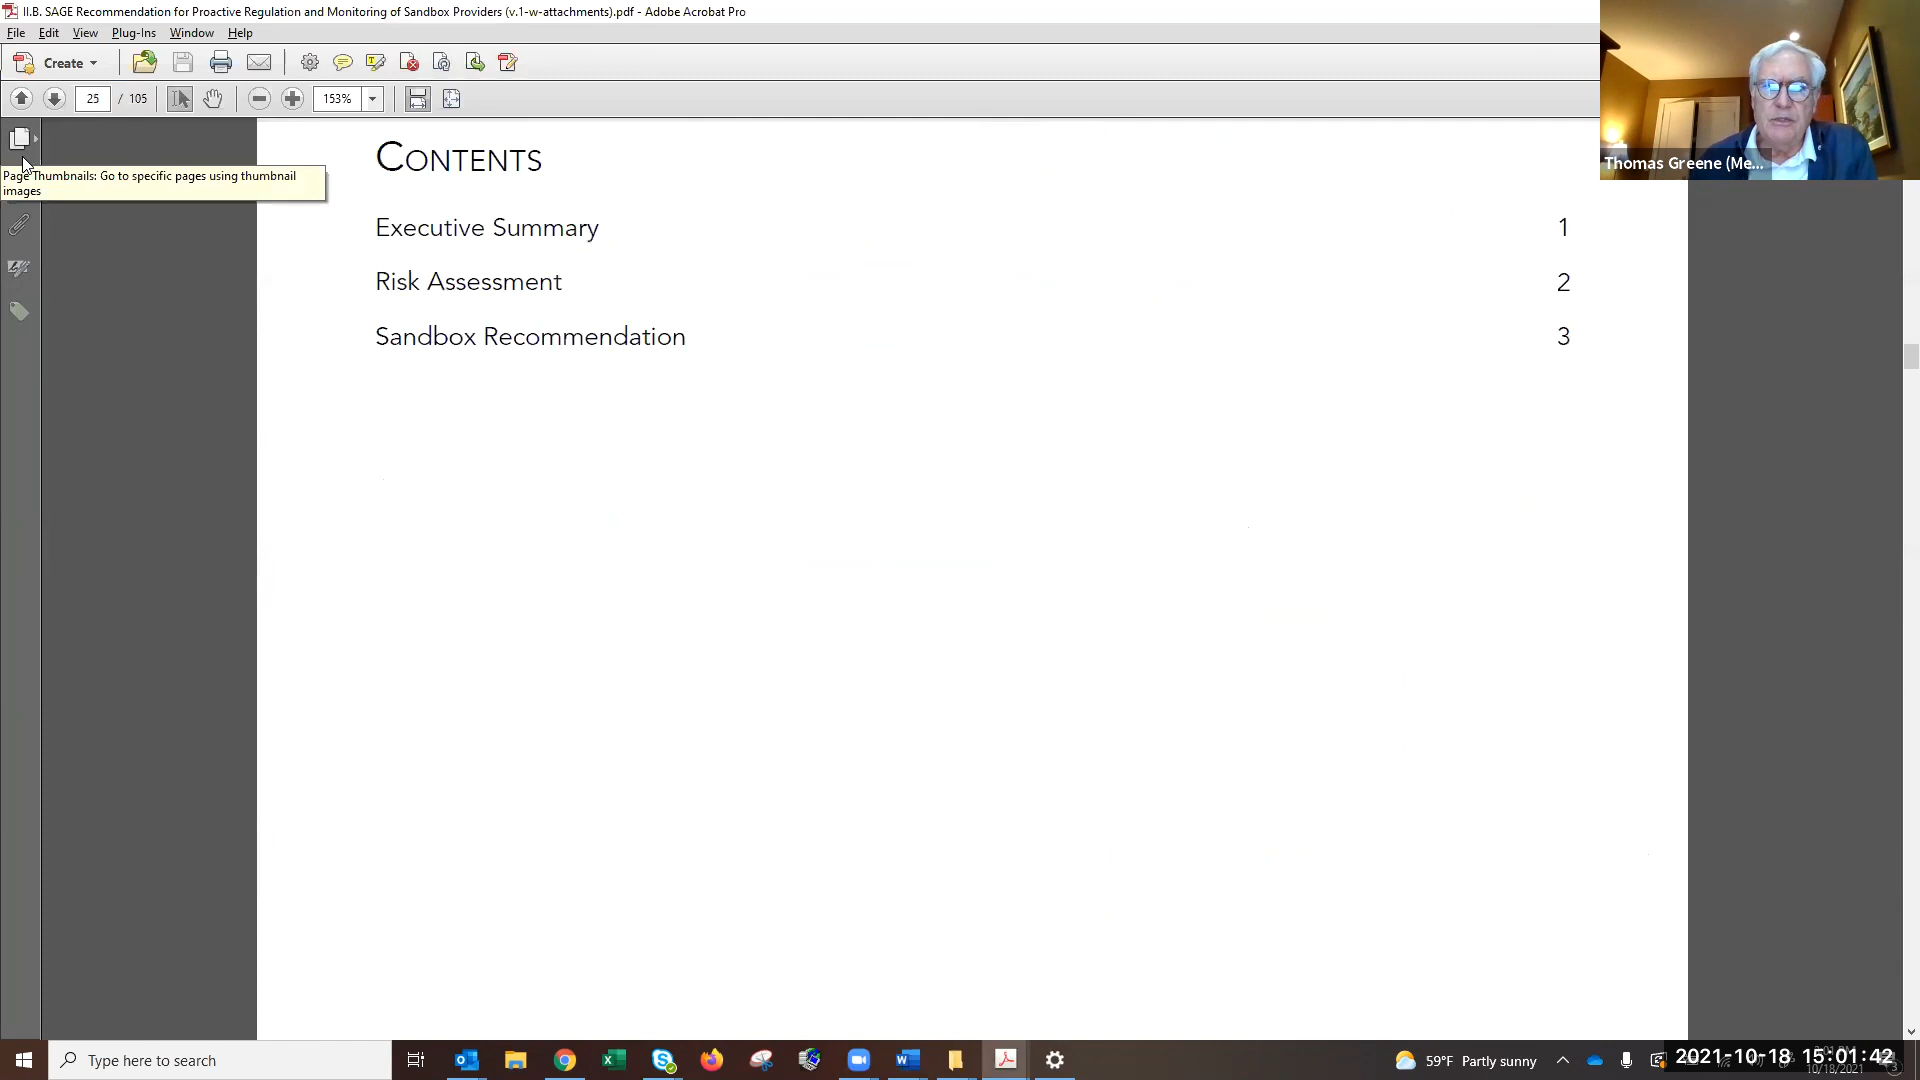 II.B. SAGE Recommendation for Proactive Regulation and Monitoring of Sandbox Providers (v.1-w-attachments).pdf - Adobe Acrobat Pro
File Edit View Plug-Ins Window Help
Create
25 / 105 153%
Thomas Greene (Me...
Page Thumbnails: Go to specific pages using thumbnail
images
CONTENTS
Executive Summary 1
Risk Assessment 2
Sandbox Recommendation 3
Type here to search
59°F Partly sunny
2021-10-18 15:01:42
10/18/2021